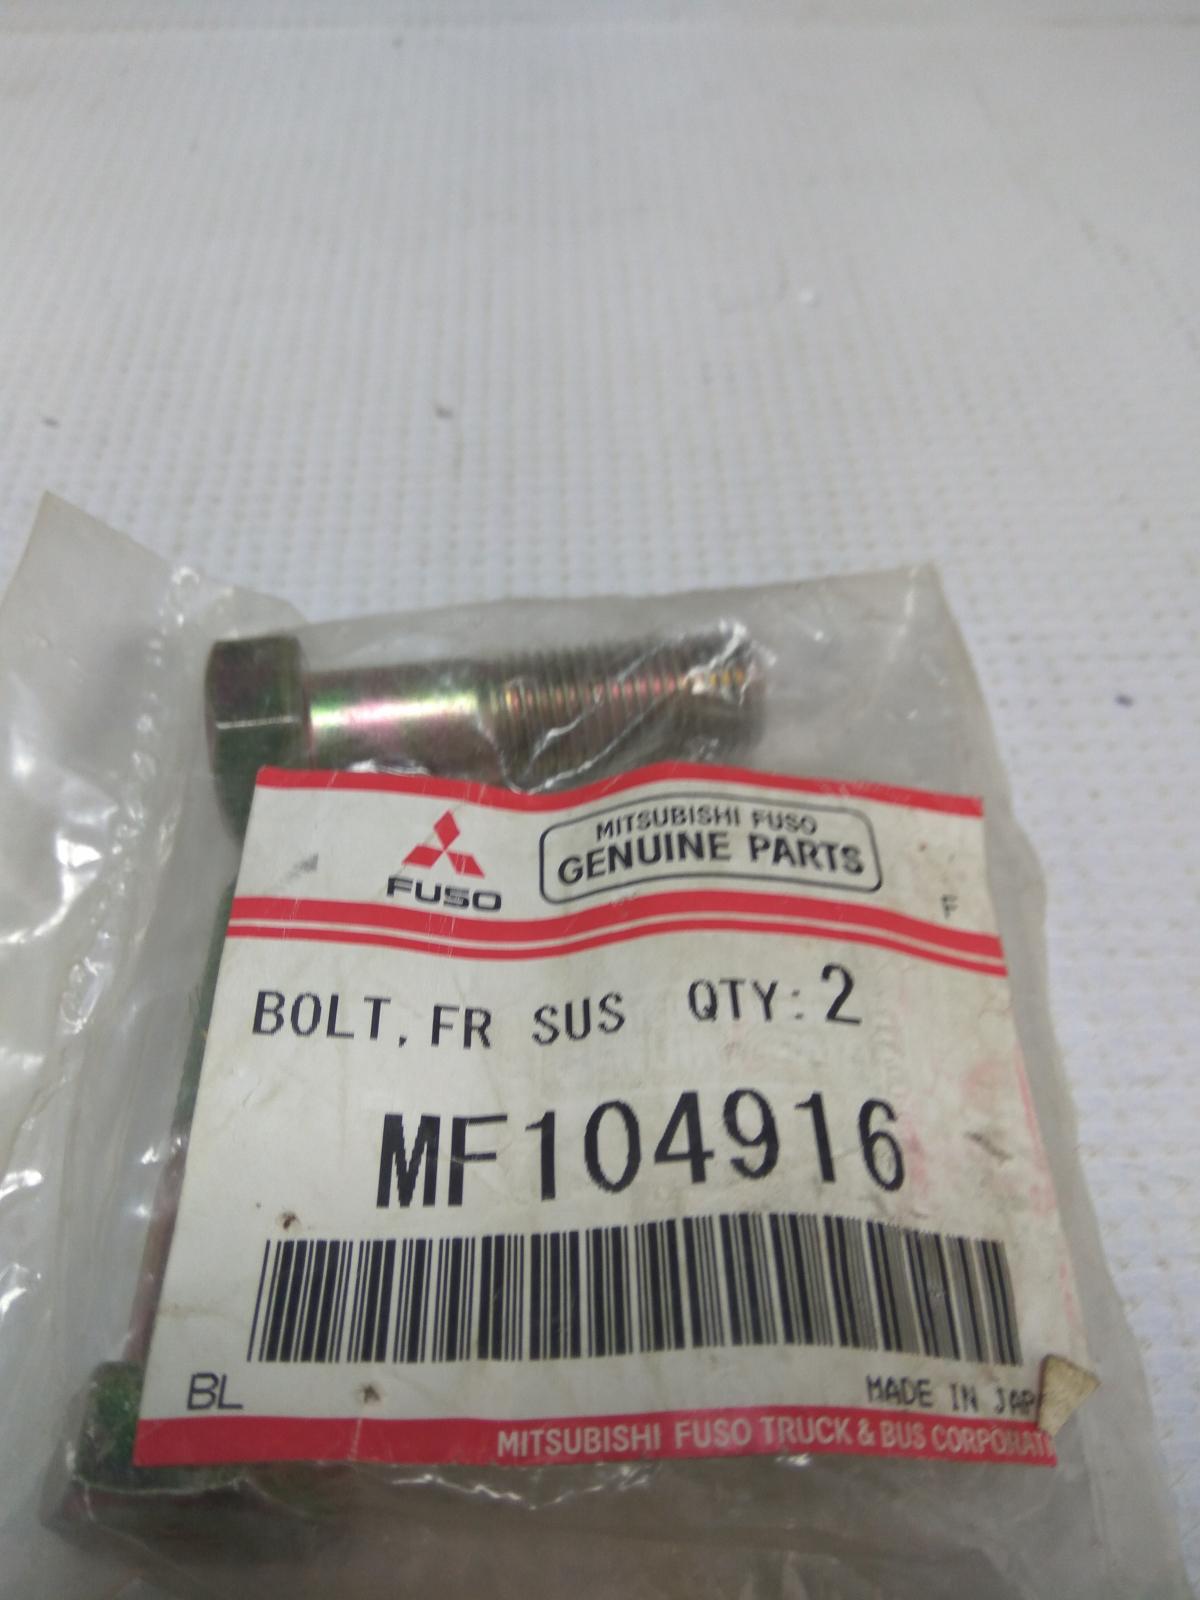 MITSUBISHI FUSO
GENUINE PARTS
FUSO
F
BOLT, FR SUS QTY: 2
MF104916
BL
A
MADE IN JAP
MITSUBISHI FUSO TRUCK & BUS CORPORAT